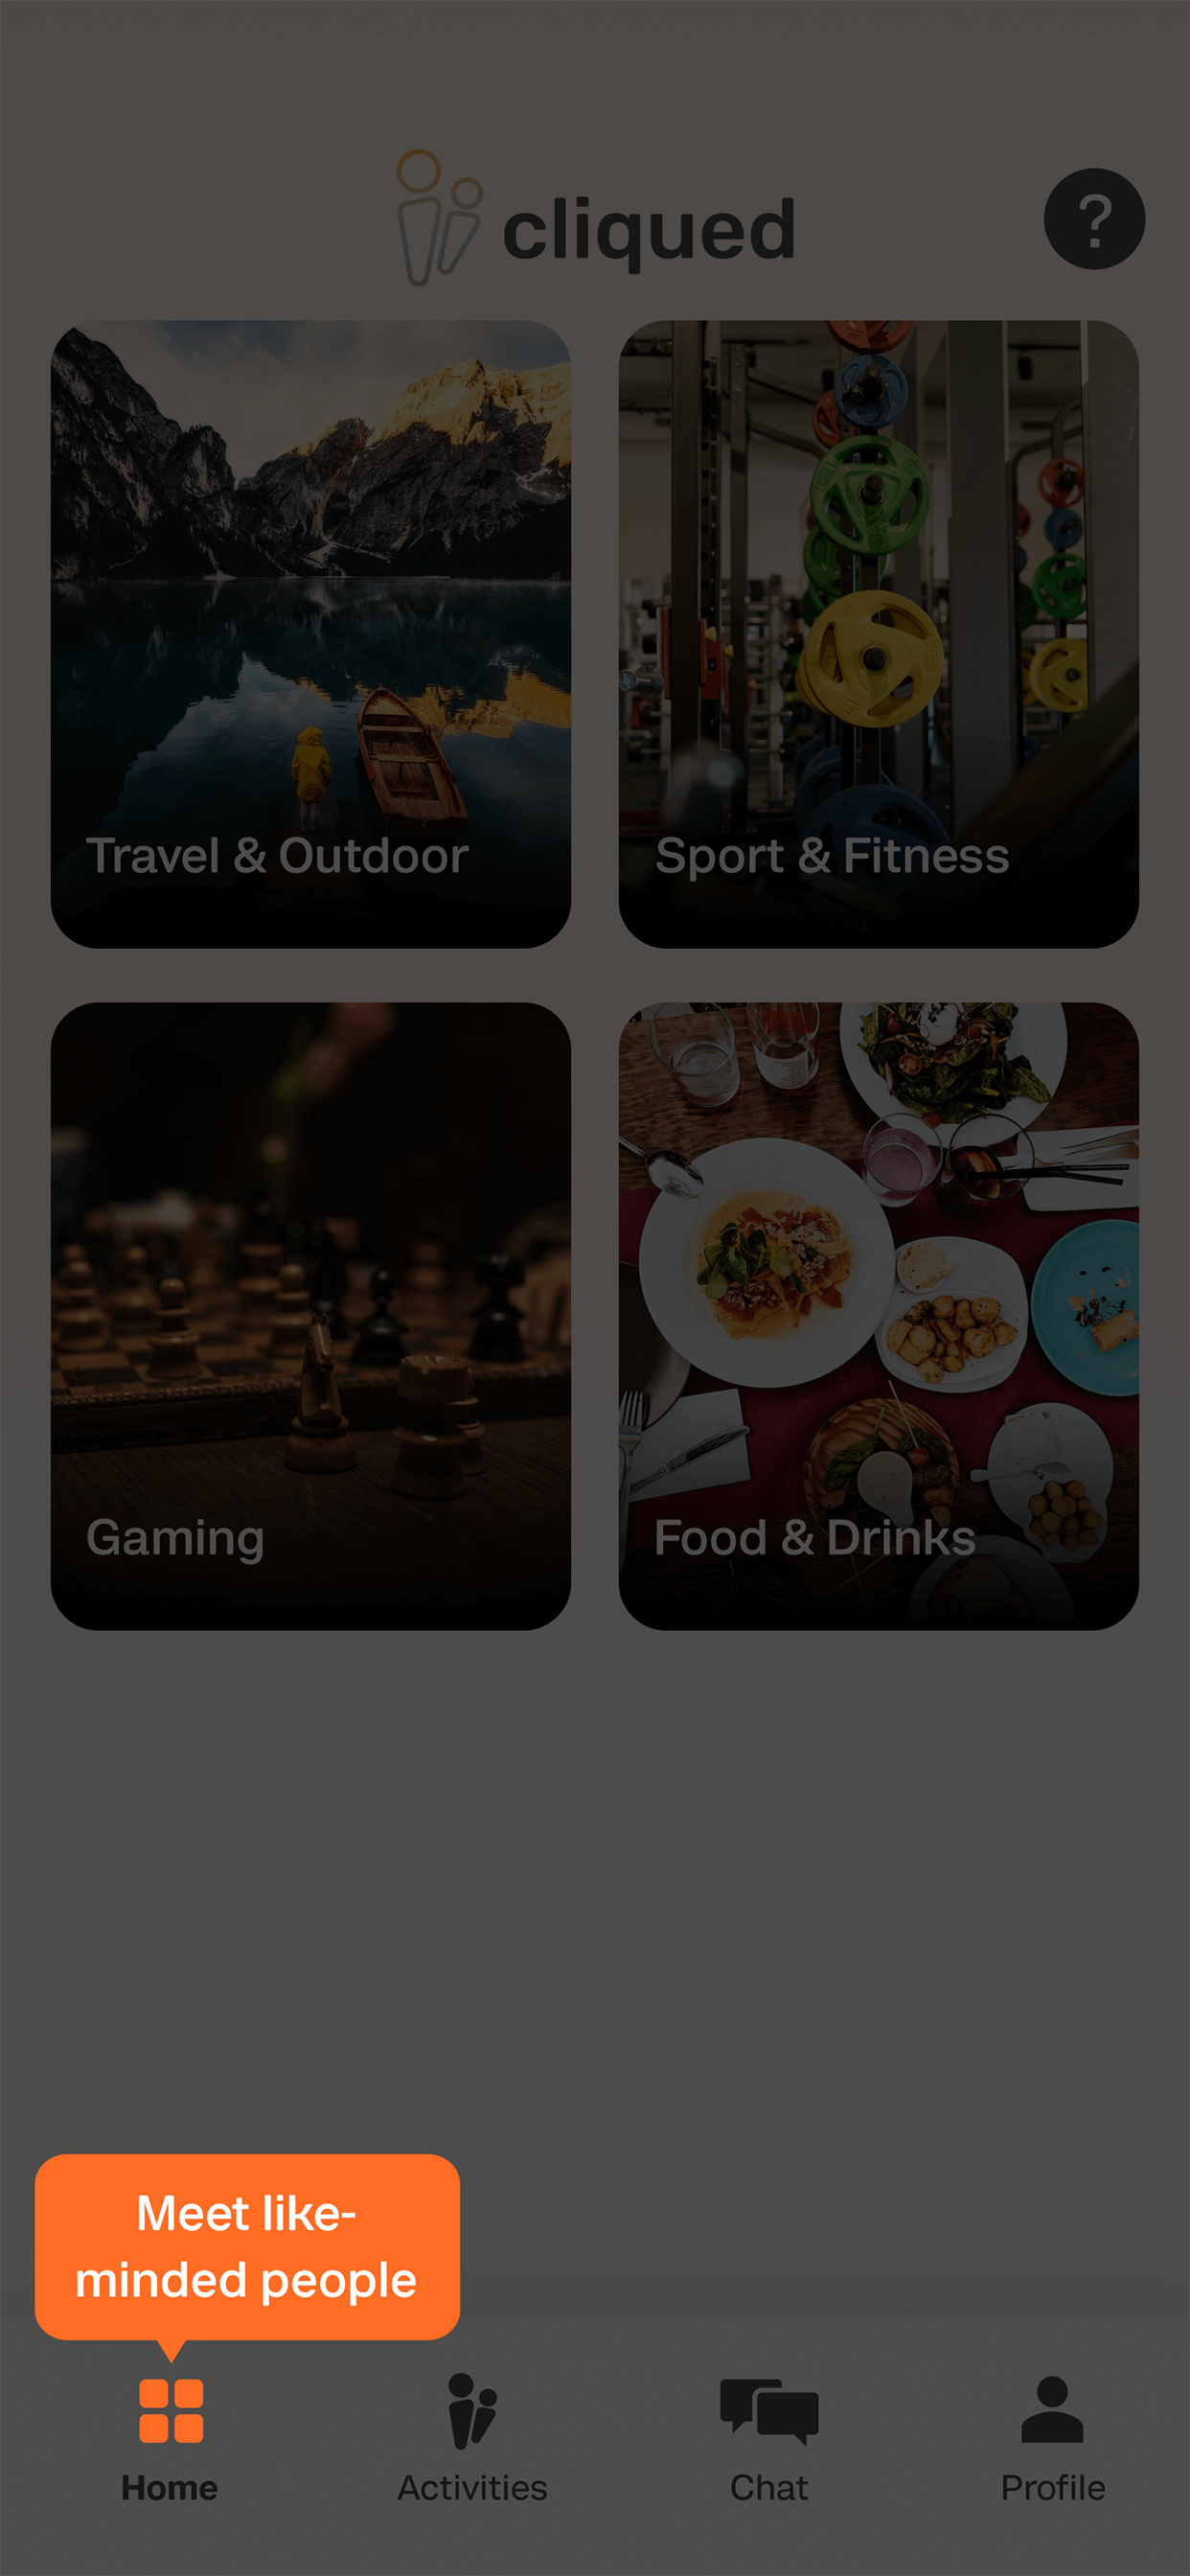 cliqued
?
Travel & Outdoor
Sport & Fitness
Gaming
Food & Drinks
Meet like-
minded people
Home
Activities
Chat
Profile